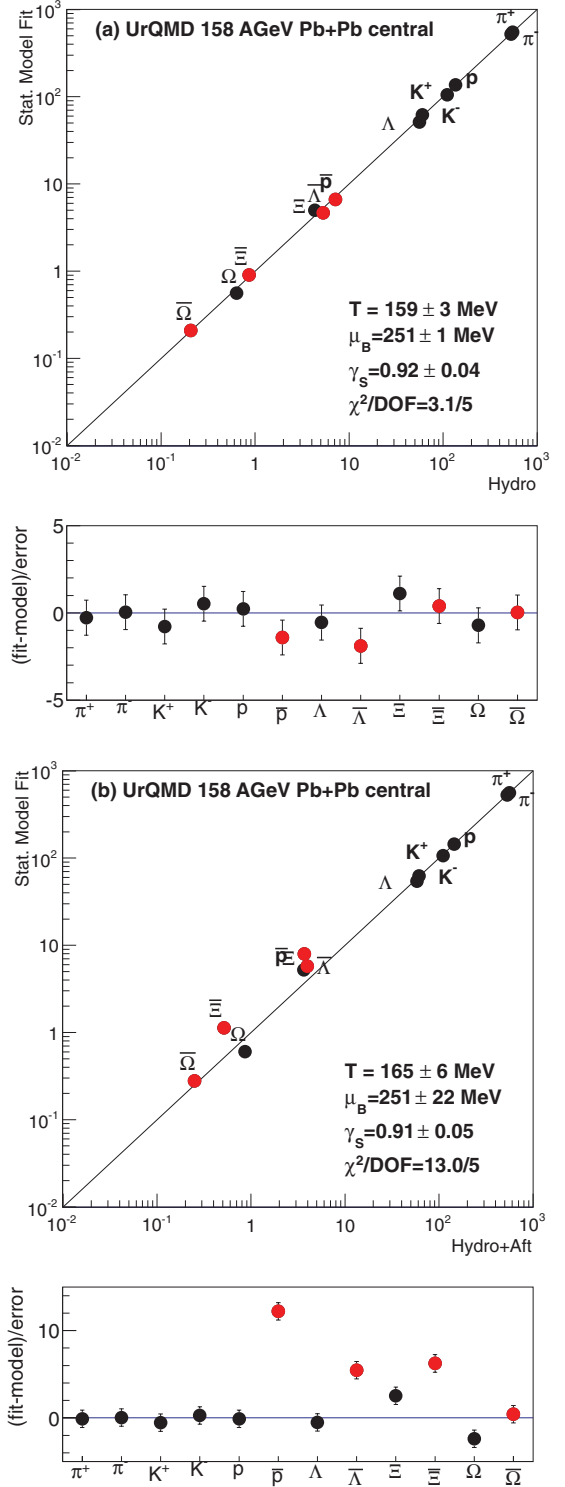 Stat. Model Fit
10³
10²
10
1
10⁻¹
10⁻²
(a) UrQMD 158 AGeV Pb+Pb central
π⁺
π⁻
K⁺
p
Λ
K⁻
p̅
Λ̅
Ξ
Ξ̅
Ω
Ω̅
T = 159 ± 3 MeV
μ_B=251 ± 1 MeV
γ_S=0.92 ± 0.04
χ²/DOF=3.1/5
10⁻² 10⁻¹ 1 10 10² 10³
Hydro
(fit-model)/error
5
0
-5
π⁺ π⁻ K⁺ K⁻ p p̅ Λ Λ̅ Ξ Ξ̅ Ω Ω̅
Stat. Model Fit
10³
10²
10
1
10⁻¹
10⁻²
(b) UrQMD 158 AGeV Pb+Pb central
π⁺
π⁻
K⁺
p
Λ
K⁻
p̅
Ξ
Λ̅
Ξ̅
Ω
Ω̅
T = 165 ± 6 MeV
μ_B=251 ± 22 MeV
γ_S=0.91 ± 0.05
χ²/DOF=13.0/5
10⁻² 10⁻¹ 1 10 10² 10³
Hydro+Aft
(fit-model)/error
10
0
π⁺ π⁻ K⁺ K⁻ p p̅ Λ Λ̅ Ξ Ξ̅ Ω Ω̅